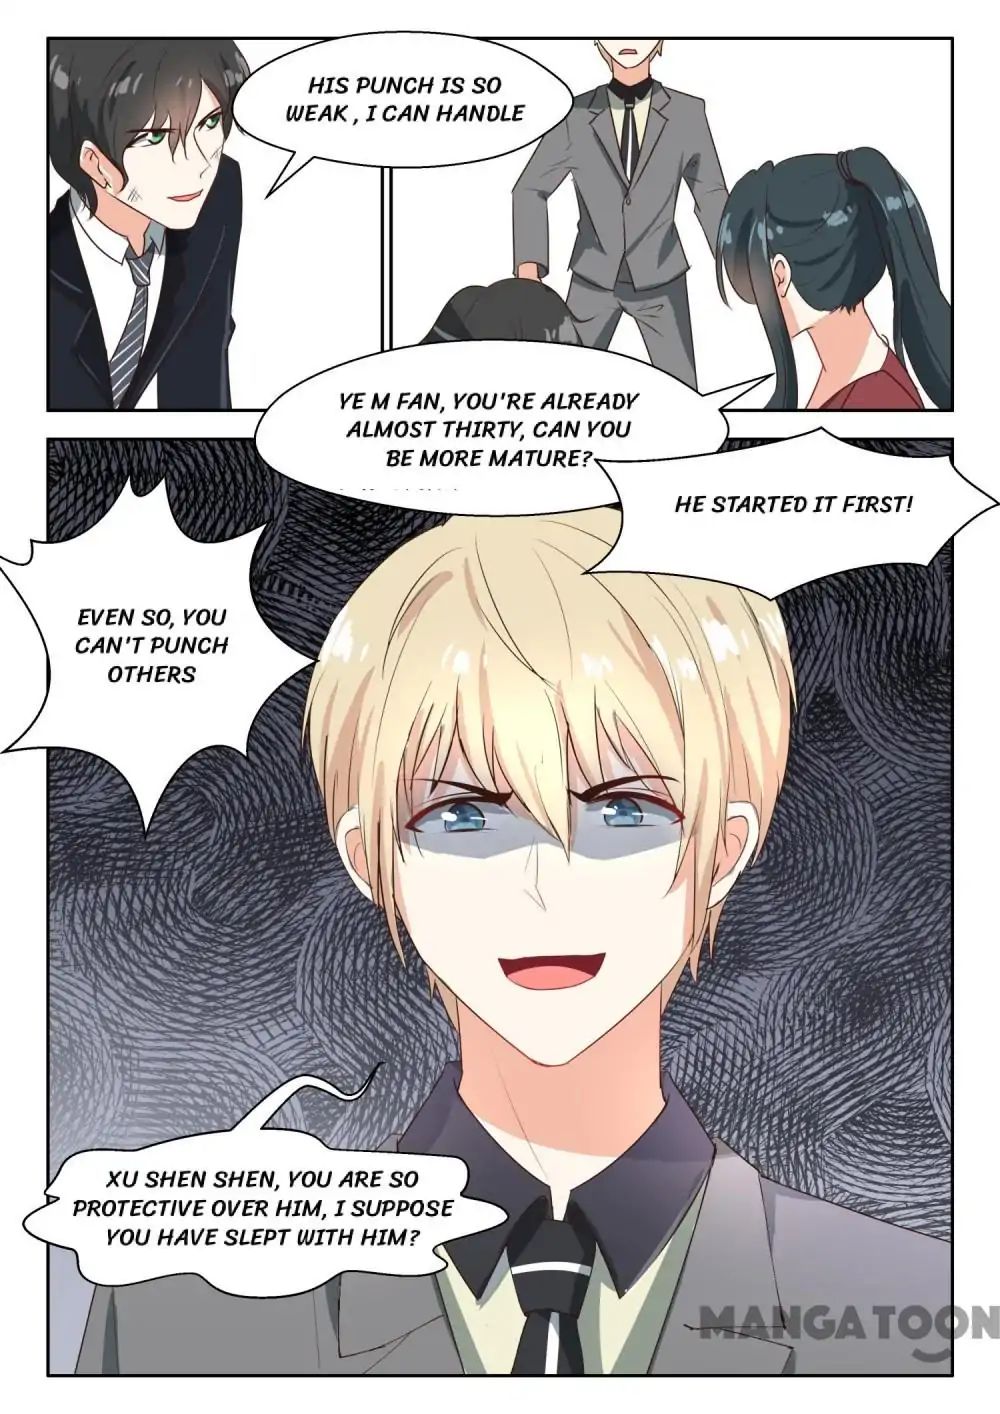 HIS PUNCH IS SO
WEAK , I CAN HANDLE
YE M FAN, YOU'RE ALREADY
ALMOST THIRTY, CAN YOU
BE MORE MATURE?
HE STARTED IT FIRST!
EVEN SO, YOU
CAN'T PUNCH
OTHERS
XU SHEN SHEN, YOU ARE SO
PROTECTIVE OVER HIM, I SUPPOSE
YOU HAVE SLEPT WITH HIM?
MANGATOON